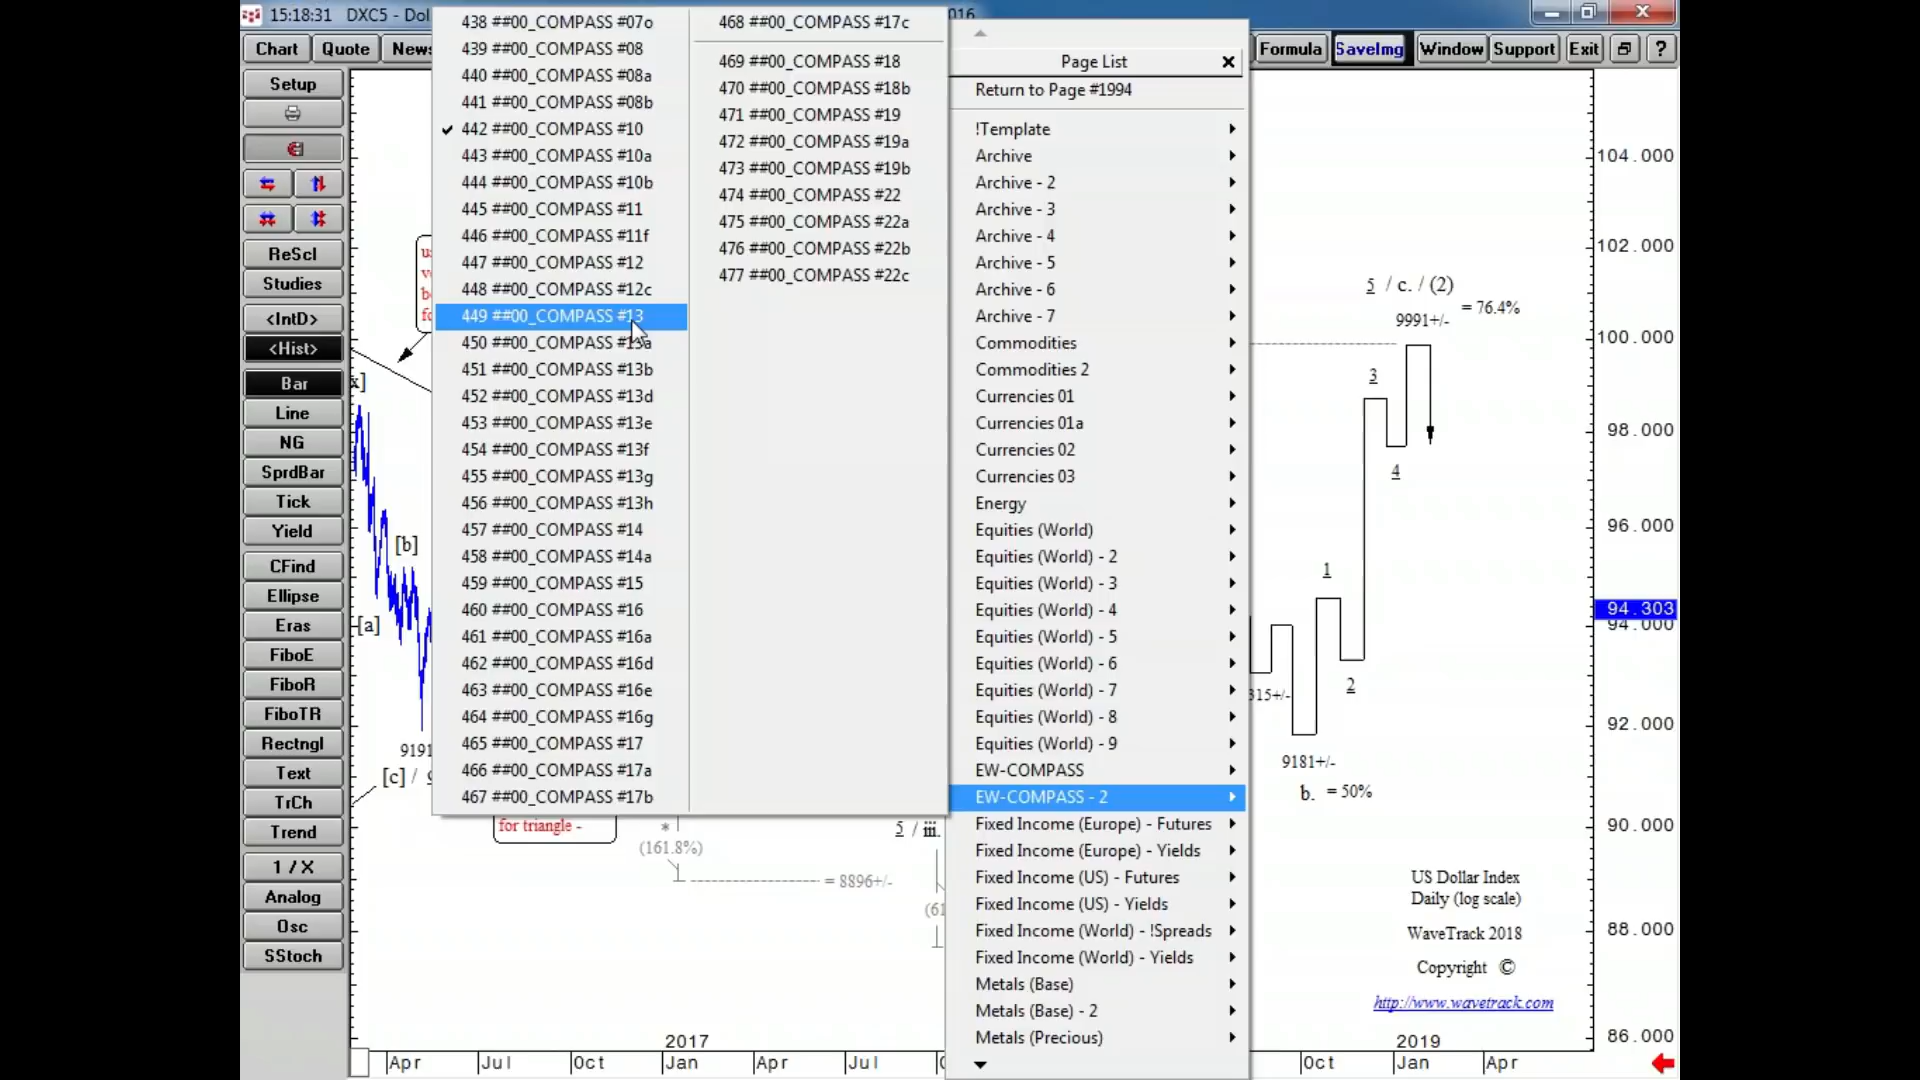 15:18:31 DXC5 - Dol
016
Chart
Quote
New
Formula
SaveImg
Window
Support
Exit
?
Setup
ReScl
Studies
<IntD>
<Hist>
Bar
Line
NG
SprdBar
Tick
Yield
CFind
Ellipse
Eras
FiboE
FiboR
FiboTR
Rectngl
Text
TrCh
Trend
1 / X
Analog
Osc
SStoch
438 ##00_COMPASS #07o
439 ##00_COMPASS #08
440 ##00_COMPASS #08a
441 ##00_COMPASS #08b
442 ##00_COMPASS #10
443 ##00_COMPASS #10a
444 ##00_COMPASS #10b
445 ##00_COMPASS #11
446 ##00_COMPASS #11f
447 ##00_COMPASS #12
448 ##00_COMPASS #12c
449 ##00_COMPASS #13
450 ##00_COMPASS #13a
451 ##00_COMPASS #13b
452 ##00_COMPASS #13d
453 ##00_COMPASS #13e
454 ##00_COMPASS #13f
455 ##00_COMPASS #13g
456 ##00_COMPASS #13h
457 ##00_COMPASS #14
458 ##00_COMPASS #14a
459 ##00_COMPASS #15
460 ##00_COMPASS #16
461 ##00_COMPASS #16a
462 ##00_COMPASS #16d
463 ##00_COMPASS #16e
464 ##00_COMPASS #16g
465 ##00_COMPASS #17
466 ##00_COMPASS #17a
467 ##00_COMPASS #17b
468 ##00_COMPASS #17c
469 ##00_COMPASS #18
470 ##00_COMPASS #18b
471 ##00_COMPASS #19
472 ##00_COMPASS #19a
473 ##00_COMPASS #19b
474 ##00_COMPASS #22
475 ##00_COMPASS #22a
476 ##00_COMPASS #22b
477 ##00_COMPASS #22c
Page List
Return to Page #1994
!Template
Archive
Archive - 2
Archive - 3
Archive - 4
Archive - 5
Archive - 6
Archive - 7
Commodities
Commodities 2
Currencies 01
Currencies 01a
Currencies 02
Currencies 03
Energy
Equities (World)
Equities (World) - 2
Equities (World) - 3
Equities (World) - 4
Equities (World) - 5
Equities (World) - 6
Equities (World) - 7
Equities (World) - 8
Equities (World) - 9
EW-COMPASS
EW-COMPASS - 2
Fixed Income (Europe) - Futures
Fixed Income (Europe) - Yields
Fixed Income (US) - Futures
Fixed Income (US) - Yields
Fixed Income (World) - !Spreads
Fixed Income (World) - Yields
Metals (Base)
Metals (Base) - 2
Metals (Precious)
x]
[b]
[a]
9191
[c] /
for triangle -
*
(161.8%)
= 8896+/-
5 / iii.
(61
5 / c. / (2)
9991+/-
= 76.4%
3
4
1
2
315+/-
9181+/-
b. = 50%
US Dollar Index
Daily (log scale)
WaveTrack 2018
Copyright ©
http://www.wavetrack.com
104.000
102.000
100.000
98.000
96.000
94.303
94.000
92.000
90.000
88.000
86.000
2017
2019
Apr
Jul
Oct
Jan
Apr
Jul
Oct
Jan
Apr